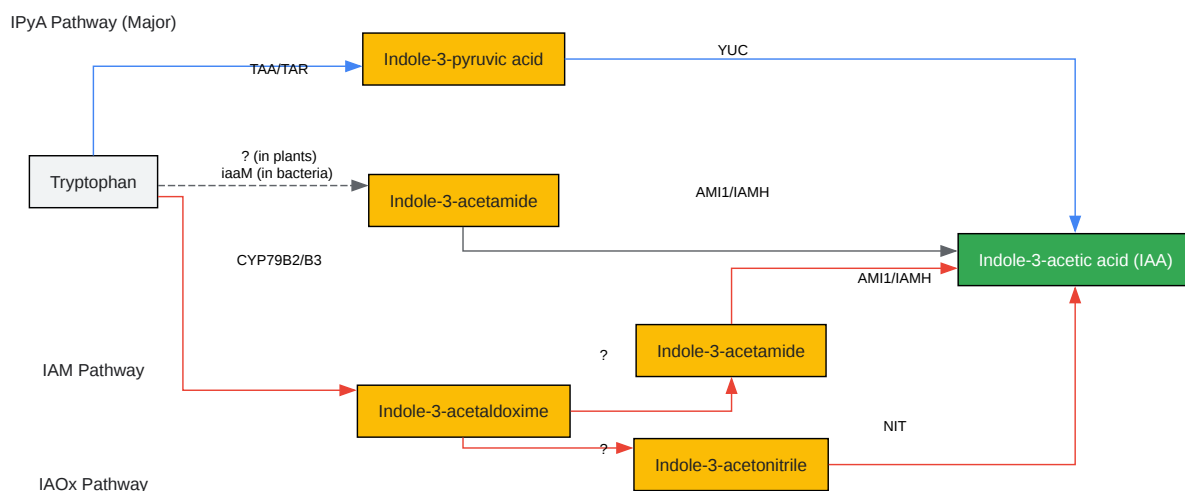 IPyA Pathway (Major)
YUC
Indole-3-pyruvic acid
TAA/TAR
? (in plants)
iaaM (in bacteria)
Tryptophan
Indole-3-acetamide
AMI1/IAMH
CYP79B2/B3
Indole-3-acetic acid (IAA)
AMI1/IAMH
Indole-3-acetamide
?
IAM Pathway
Indole-3-acetaldoxime
NIT
?
Indole-3-acetonitrile
IAOx Pathway